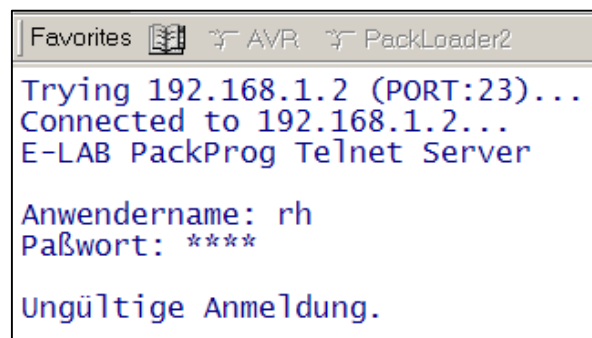 Favorites AVR PackLoader2
Trying 192.168.1.2 (PORT:23)...
Connected to 192.168.1.2...
E-LAB PackProg Telnet Server
Anwendername: rh
Paßwort: ****
Ungültige Anmeldung.